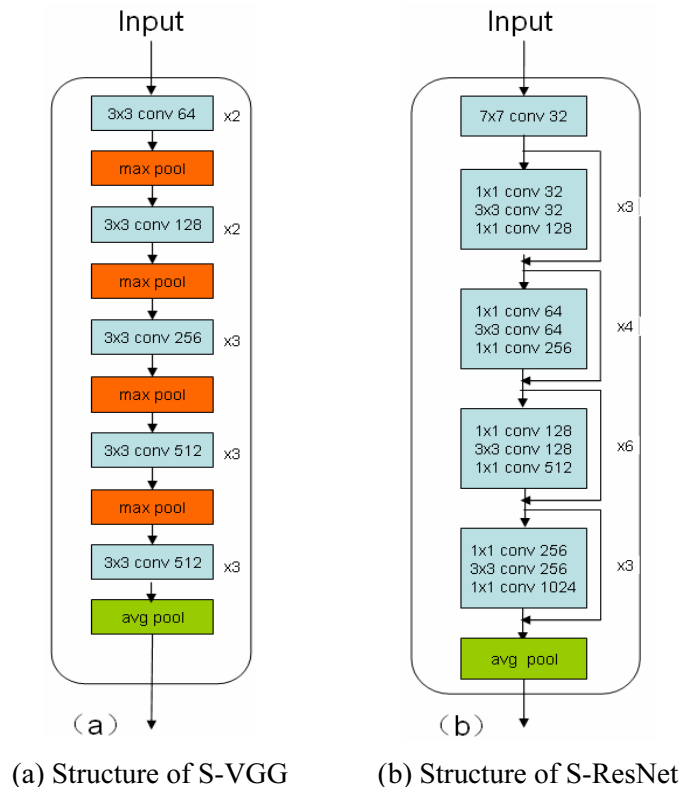 Input
3x3 conv 64
x2
max pool
3x3 conv 128
x2
max pool
3x3 conv 256
x3
max pool
3x3 conv 512
x3
max pool
3x3 conv 512
x3
avg pool
（a）
Input
7x7 conv 32
1x1 conv 32
3x3 conv 32
1x1 conv 128
x3
1x1 conv 64
3x3 conv 64
1x1 conv 256
x4
1x1 conv 128
3x3 conv 128
1x1 conv 512
x6
1x1 conv 256
3x3 conv 256
1x1 conv 1024
x3
avg pool
（b）
(a) Structure of S-VGG
(b) Structure of S-ResNet